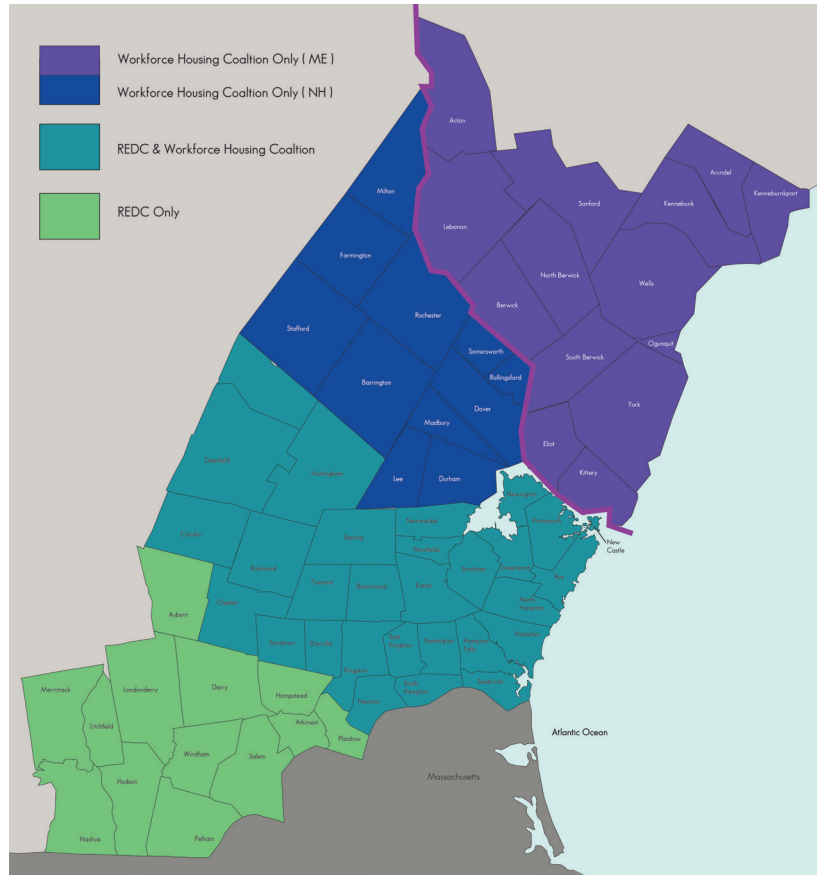 Workforce Housing Coaltion Only ( ME )
Workforce Housing Coaltion Only ( NH )
REDC & Workforce Housing Coaltion
REDC Only
Acton
Milton
Lebanon
Sanford
Arundel
Kennebunk
Kenneburnkport
Farmington
North Berwick
Wells
Berwick
Rochester
Stafford
Somersworth
Ogunquit
South Berwick
Rollingsford
Barrington
Dover
York
Madbury
Eliot
Kittery
Lee
Durham
Deerfield
Nottingham
Newington
Portsmouth
New
Castle
Candia
Epping
Newmarket
Newfields
Raymond
Greenland
Stratham
Rye
Fremont
Brentwood
Exeter
Chester
North
Hampton
Auburn
Hampton
Sandown
Danville
East
Kingston
Kensington
Hampton
Falls
Kingston
Seabrook
South
Hampton
Newton
Merrimack
Londonderry
Derry
Hampstead
Litchfield
Atkinson
Plaistow
Windham
Salem
Hudson
Nashua
Pelham
Atlantic Ocean
Massachusetts